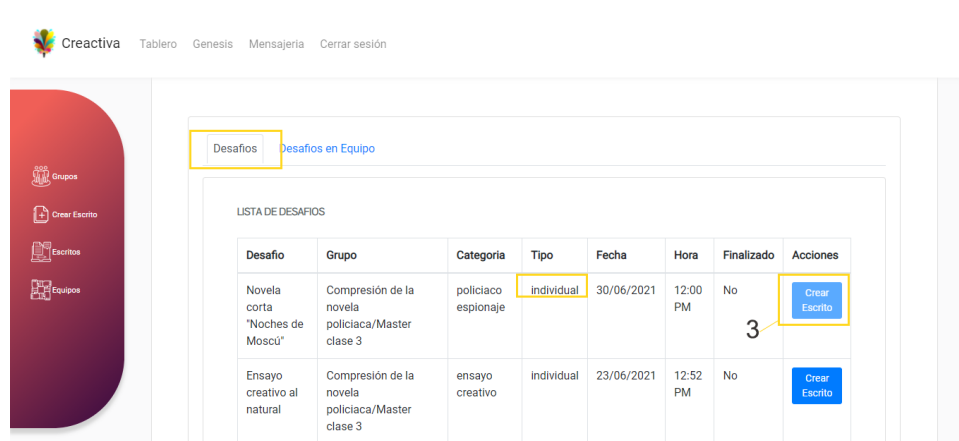 Creactiva Tablero Genesis Mensajeria Cerrar sesión
Grupos
Crear Escrito
Escritos
Equipos
Desafios Desafios en Equipo
LISTA DE DESAFIOS
Desafio Grupo Categoria Tipo Fecha Hora Finalizado Acciones
Novela Compresión de la policiaco individual 30/06/2021 12:00 No Crear
corta novela espionaje PM Escrito
"Noches de policiaca/Master
Moscú" clase 3
3
Ensayo Compresión de la ensayo individual 23/06/2021 12:52 No Crear
creativo al novela creativo PM Escrito
natural policiaca/Master
clase 3